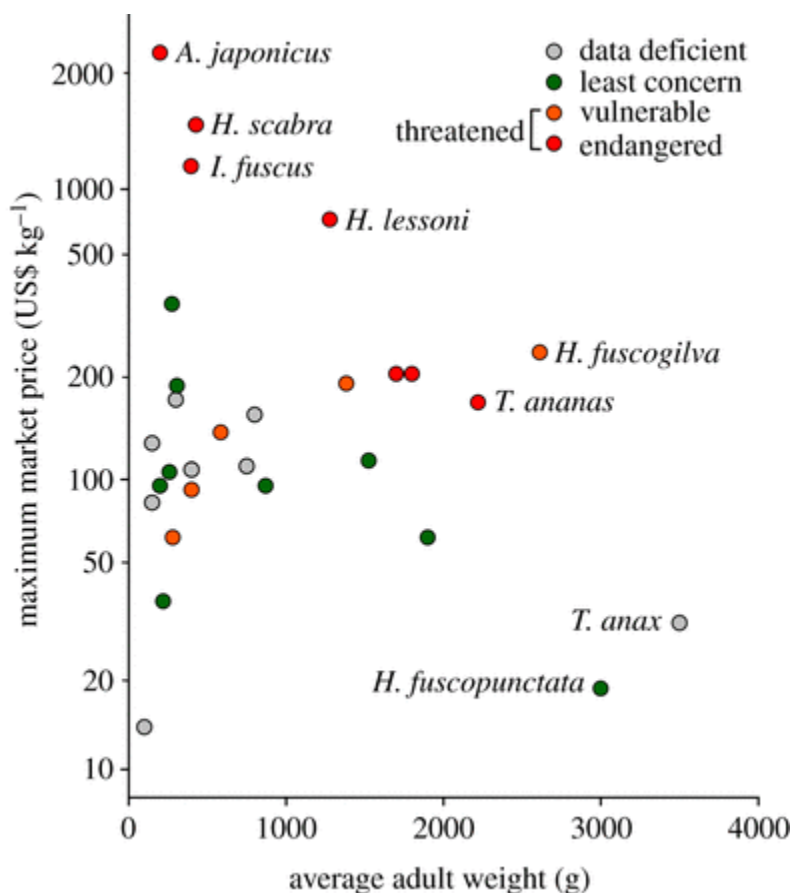 A. japonicus
data deficient
2000
least concern
vulnerable
H. scabra
threatened
endangered
I. fuscus
1000
H. lessoni
500
H. fuscogilva
200
T. ananas
100
50
T. anax
20
H. fuscopunctata
10
0 1000 2000 3000 4000
average adult weight (g)
maximum market price (US$ kg⁻¹)